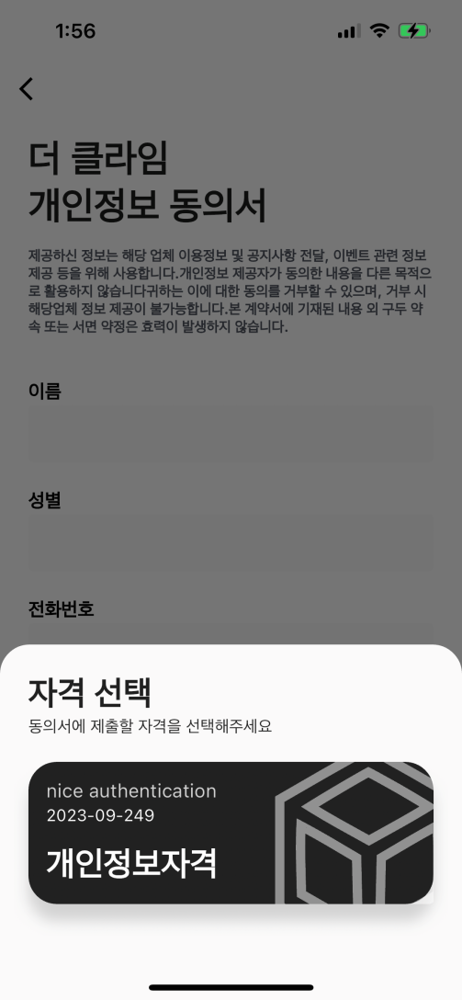 1:56
더 클라임
개인정보 동의서
제공하신 정보는 해당 업체 이용정보 및 공지사항 전달, 이벤트 관련 정보
제공 등을 위해 사용합니다.개인정보 제공자가 동의한 내용을 다른 목적으
로 활용하지 않습니다귀하는 이에 대한 동의를 거부할 수 있으며, 거부 시
해당업체 정보 제공이 불가능합니다.본 계약서에 기재된 내용 외 구두 약
속 또는 서면 약정은 효력이 발생하지 않습니다.
이름
성별
전화번호
자격 선택
동의서에 제출할 자격을 선택해주세요
nice authentication
2023-09-249
개인정보자격